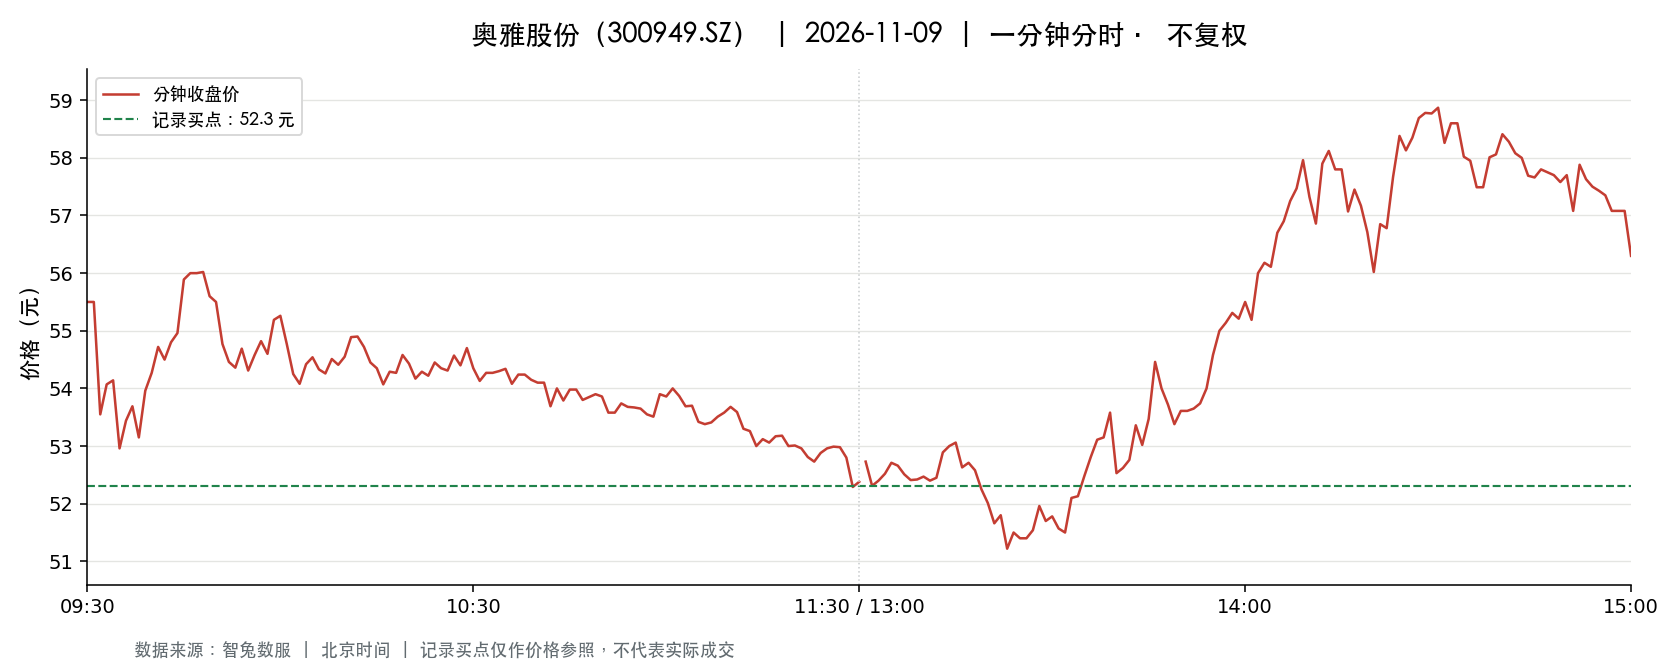 奥雅股份（300949.SZ） | 2026-11-09 | 一分钟分时 · 不复权
分钟收盘价
记录买点：52.3 元
价格（元）
59
58
57
56
55
54
53
52
51
09:30
10:30
11:30 / 13:00
14:00
15:00
数据来源：智兔数服 | 北京时间 | 记录买点仅作价格参照，不代表实际成交